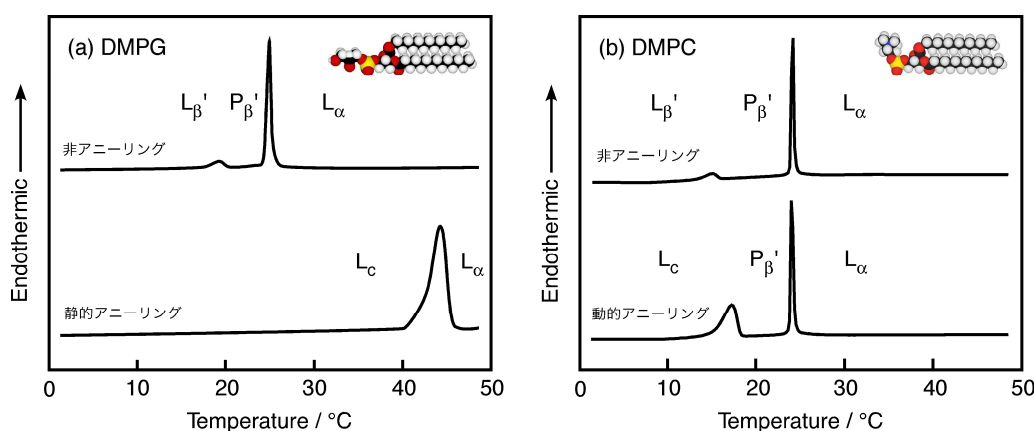 (a) DMPG
Lβ' Pβ' Lα
非アニーリング
Lc Lα
静的アニーリング
Endothermic
0 10 20 30 40 50
Temperature / °C
(b) DMPC
Lβ' Pβ' Lα
非アニーリング
Lc Pβ' Lα
動的アニーリング
Endothermic
0 10 20 30 40 50
Temperature / °C